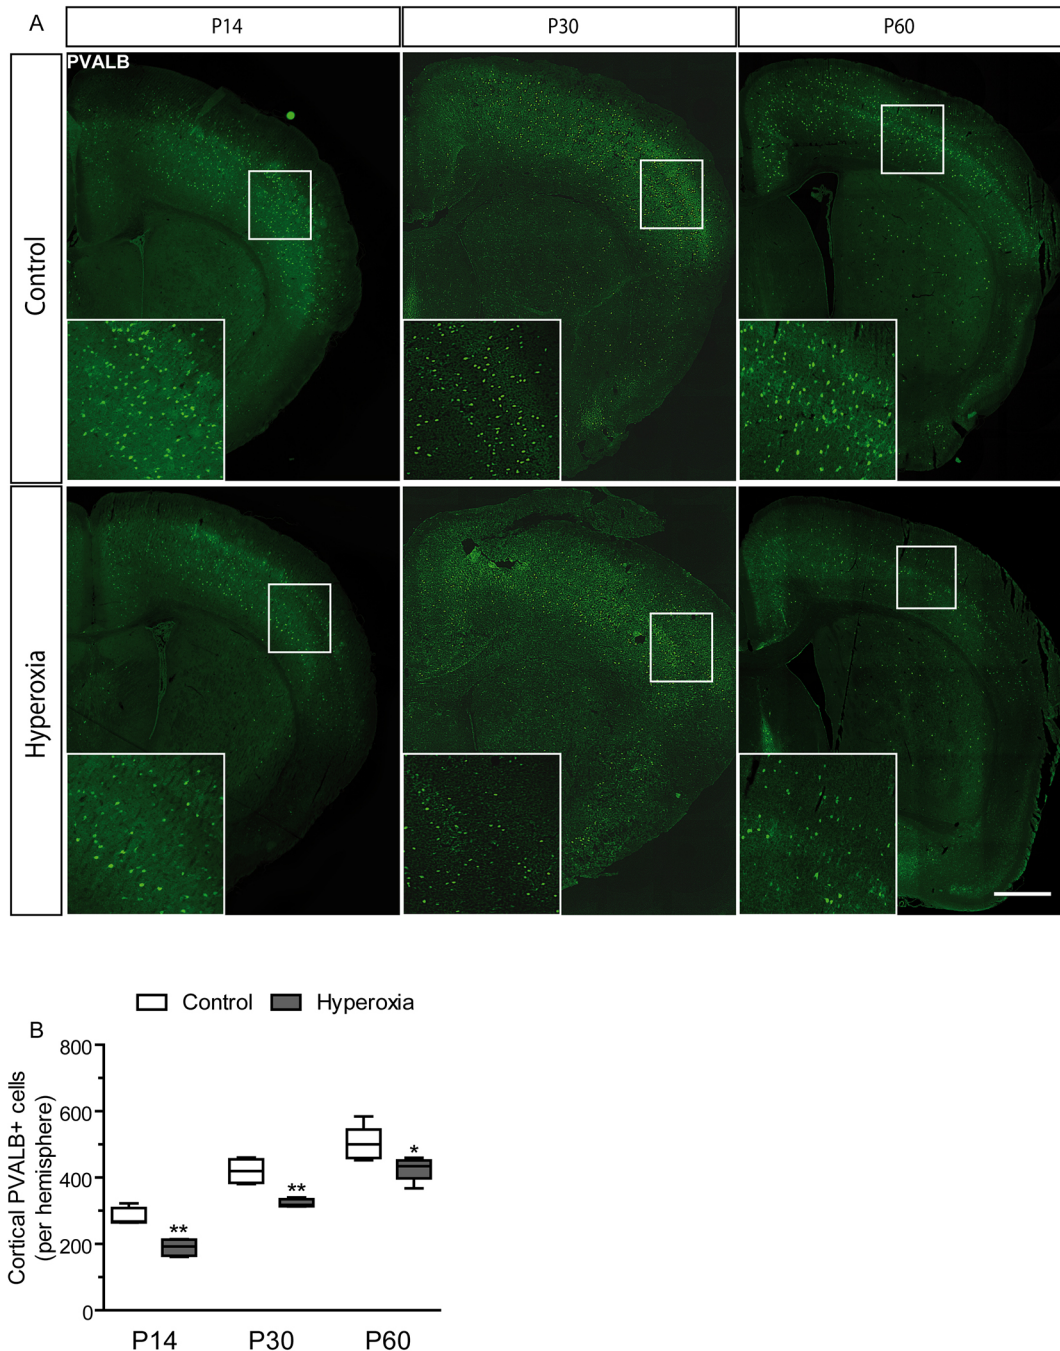 A
P14
P30
P60
PVALB
Control
Hyperoxia
Control
Hyperoxia
B
Cortical PVALB+ cells
(per hemisphere)
800
600
400
200
0
**
**
*
P14
P30
P60